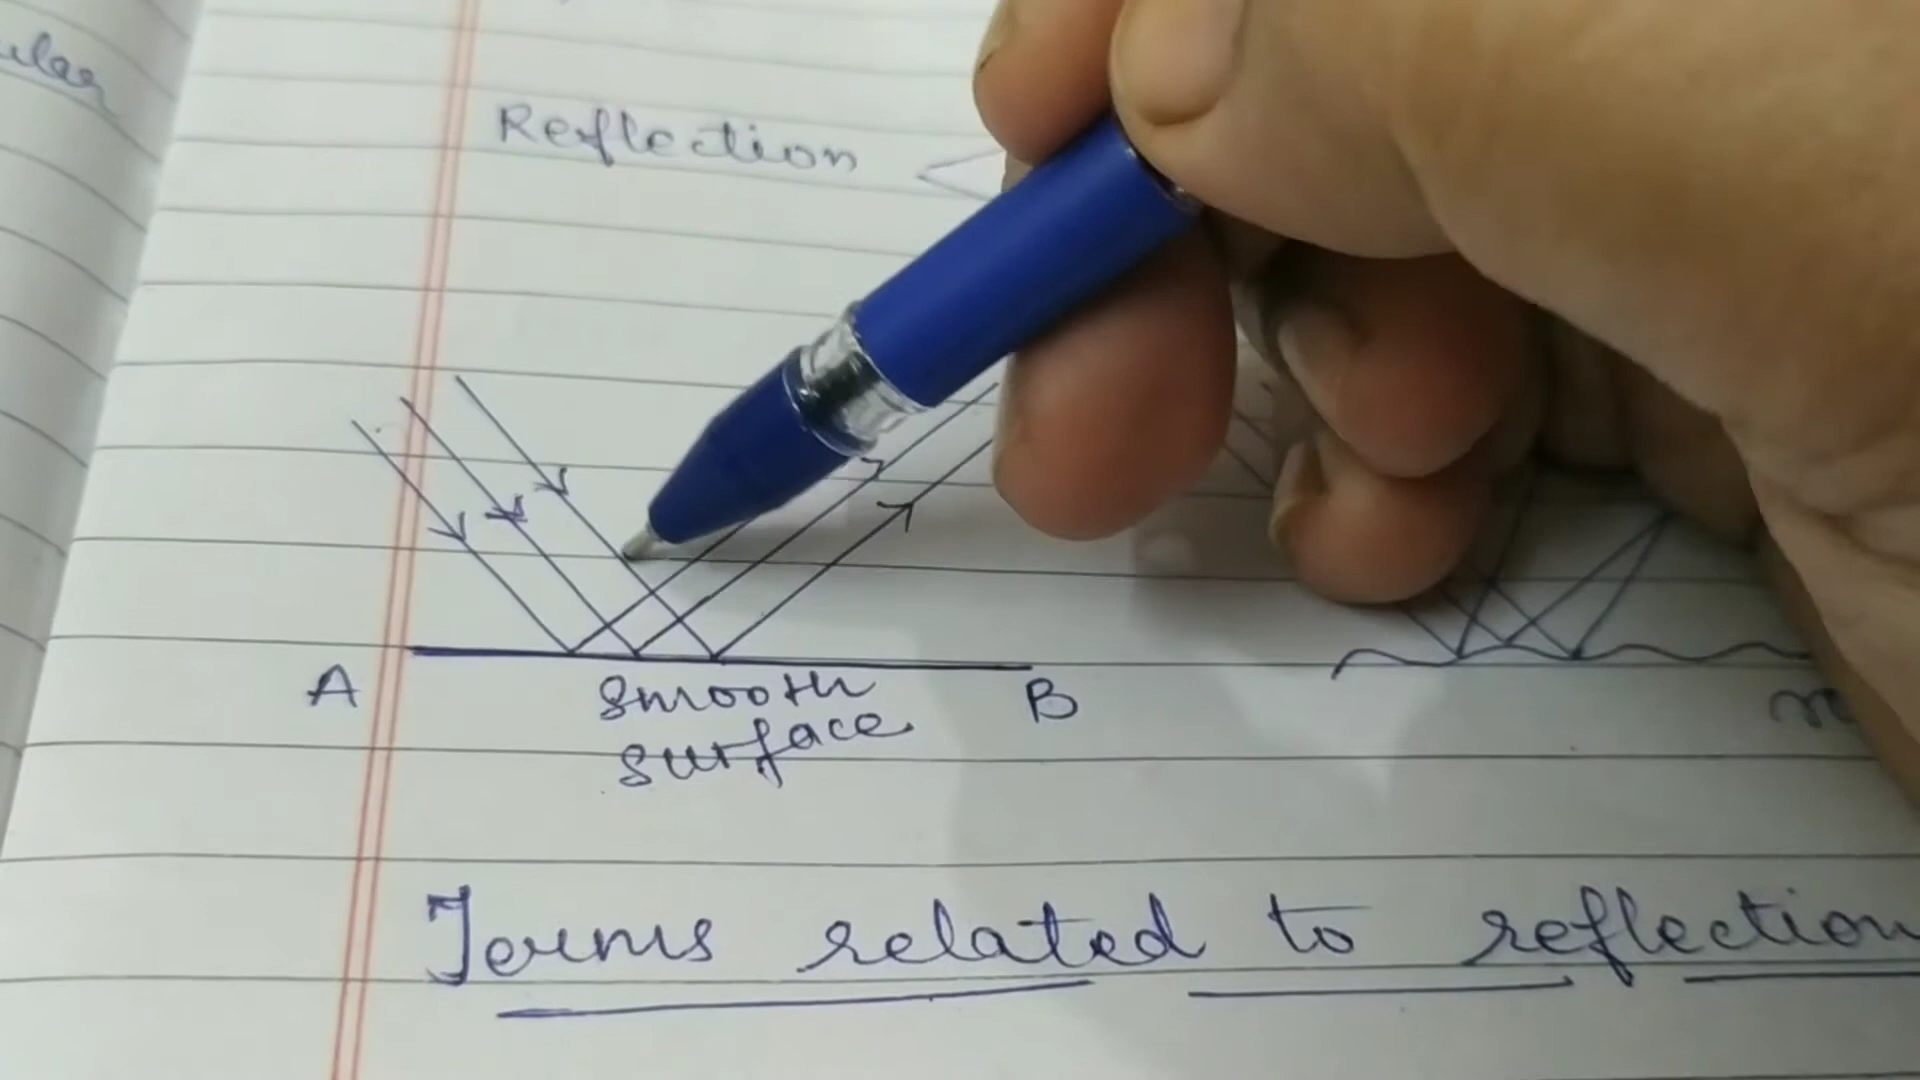 Reflection
A
B
smooth
surface
Terms related to reflection